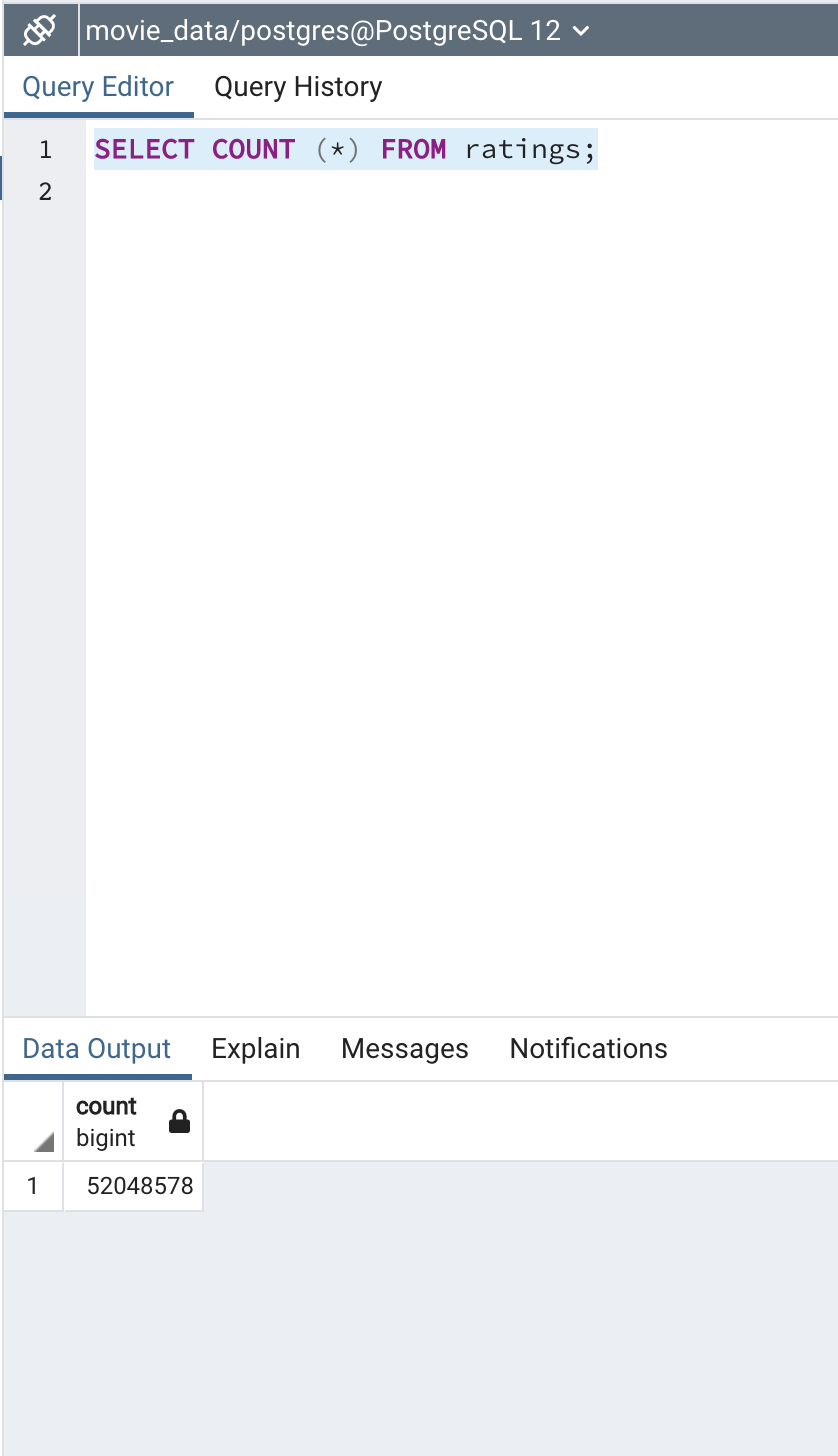 movie_data/postgres@PostgreSQL 12
Query Editor Query History
1 SELECT COUNT (*) FROM ratings;
2
Data Output Explain Messages Notifications
count
bigint
1 52048578